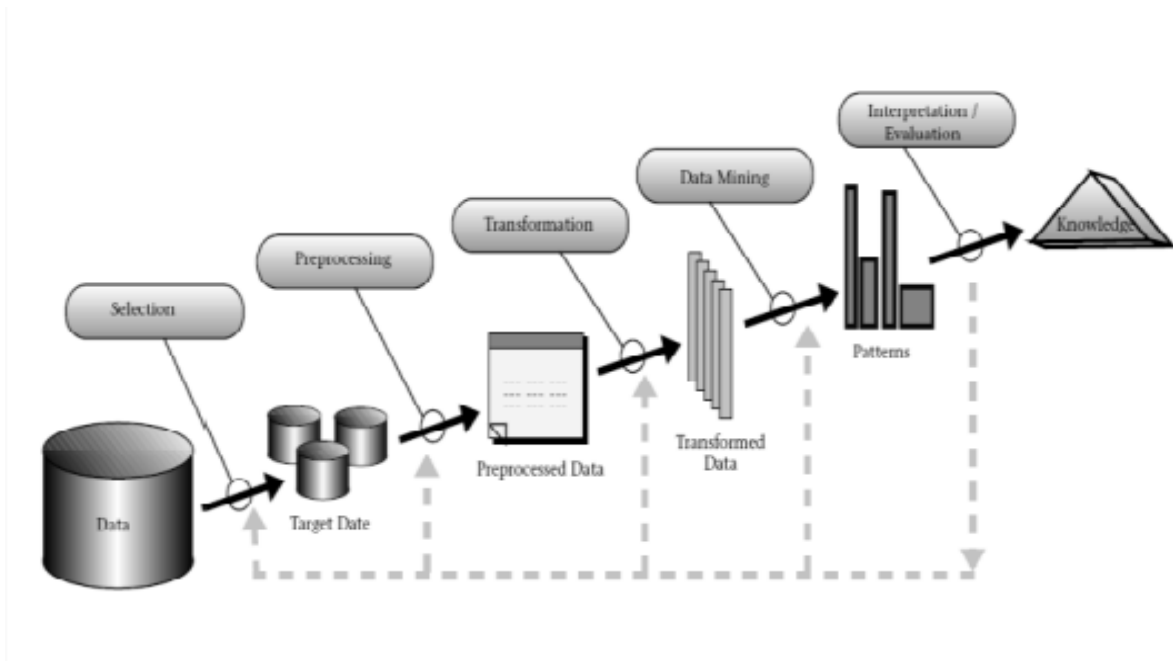 Interpretation /
Evaluation
Data Mining
Knowledge
Transformation
Preprocessing
Selection
Patterns
Transformed
Data
Preprocessed Data
Target Date
Data